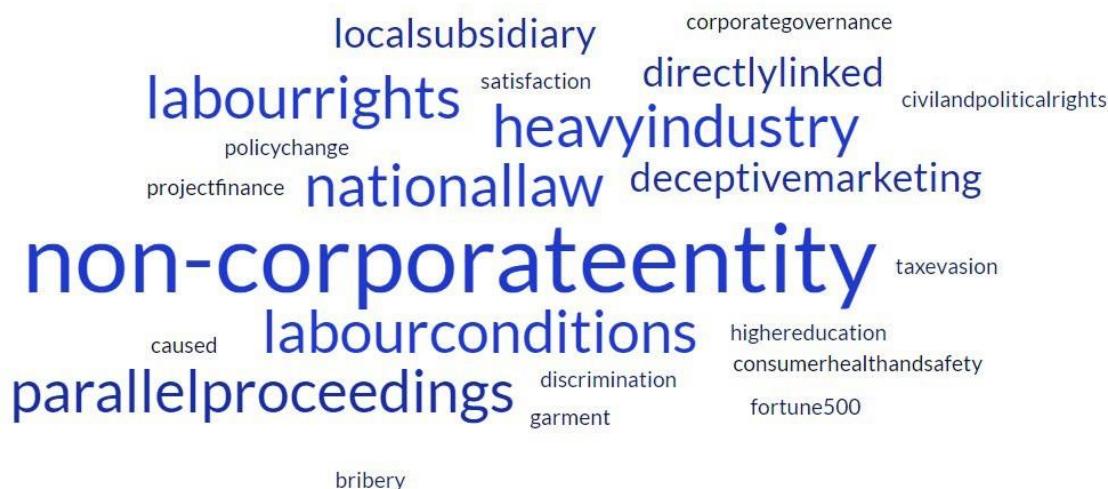 corporategovernance
localsubsidiary
directlylinked
satisfaction
labourrights
civilandpoliticalrights
heavyindustry
policychange
deceptivemarketing
projectfinance
nationallaw
non-corporateentity
taxevasion
labourconditions
highereducation
caused
consumerhealthandsafety
discrimination
parallelproceedings
fortune500
garment
bribery